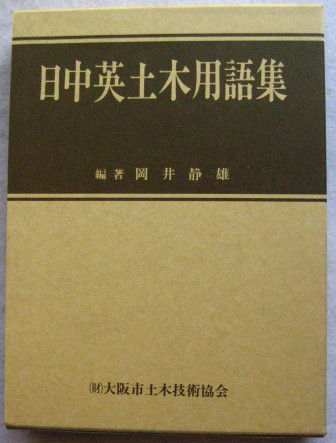 日中英土木用語集
編著 岡井静雄
㈶大阪市土木技術協会